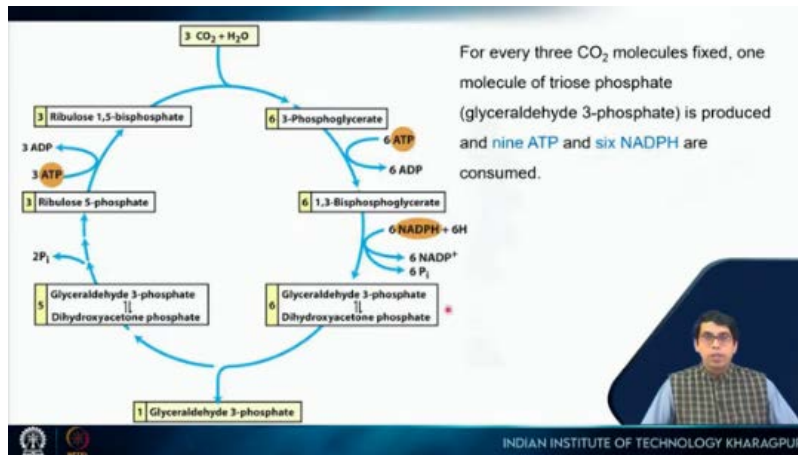 3 CO₂ + H₂O
3 Ribulose 1,5-bisphosphate
6 3-Phosphoglycerate
3 ADP
3 ATP
6 ATP
6 ADP
3 Ribulose 5-phosphate
6 1,3-Bisphosphoglycerate
6 NADPH + 6H
6 NADP⁺
6 Pᵢ
2Pᵢ
5 Glyceraldehyde 3-phosphate
Dihydroxyacetone phosphate
6 Glyceraldehyde 3-phosphate
Dihydroxyacetone phosphate
1 Glyceraldehyde 3-phosphate
For every three CO₂ molecules fixed, one
molecule of triose phosphate
(glyceraldehyde 3-phosphate) is produced
and nine ATP and six NADPH are
consumed.
INDIAN INSTITUTE OF TECHNOLOGY KHARAGPUR